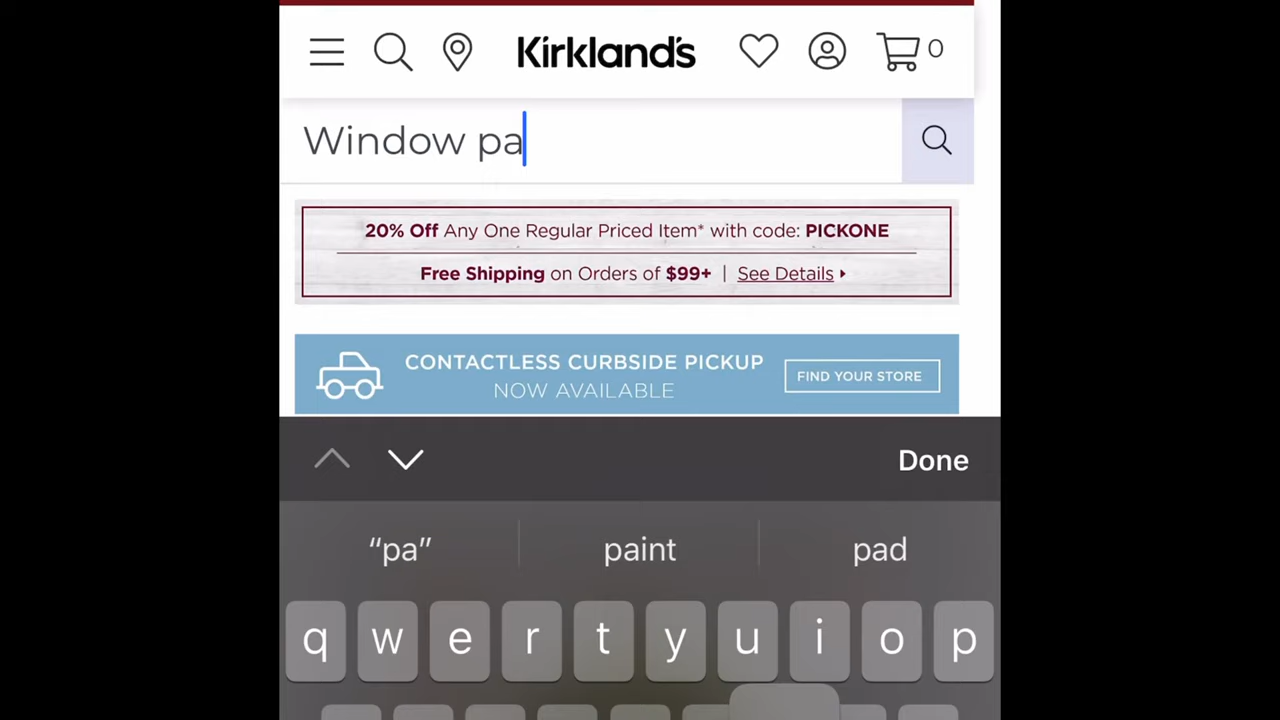 Kirkland's
0
Window pa
20% Off Any One Regular Priced Item* with code: PICKONE
Free Shipping on Orders of $99+ | See Details
CONTACTLESS CURBSIDE PICKUP
NOW AVAILABLE
FIND YOUR STORE
Done
“pa” paint pad
q w e r t y u i o p